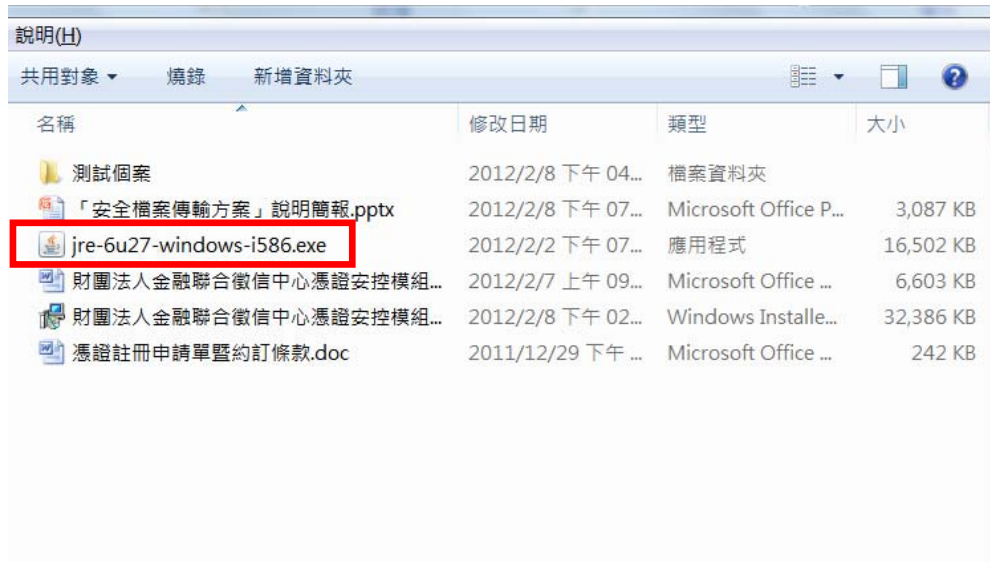 說明(H)
共用對象 燒錄 新增資料夾
名稱 修改日期 類型 大小
測試個案 2012/2/8 下午 04... 檔案資料夾
「安全檔案傳輸方案」說明簡報.pptx 2012/2/8 下午 07... Microsoft Office P... 3,087 KB
jre-6u27-windows-i586.exe 2012/2/2 下午 07... 應用程式 16,502 KB
財團法人金融聯合徵信中心憑證安控模組... 2012/2/7 上午 09... Microsoft Office ... 6,603 KB
財團法人金融聯合徵信中心憑證安控模組... 2012/2/8 下午 02... Windows Installe... 32,386 KB
憑證註冊申請單暨約訂條款.doc 2011/12/29 下午 ... Microsoft Office ... 242 KB